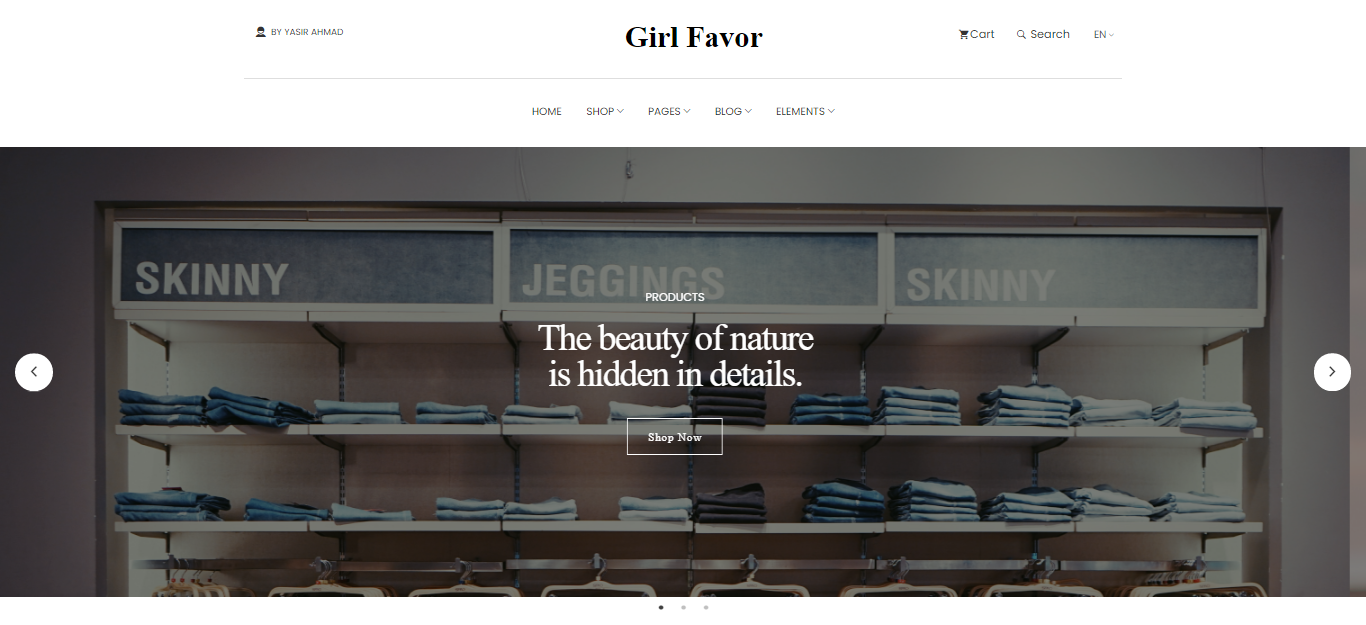 BY YASIR AHMAD
Girl Favor
Cart
Search
EN
HOME
SHOP
PAGES
BLOG
ELEMENTS
SKINNY
JEGGINGS
SKINNY
PRODUCTS
The beauty of nature
is hidden in details.
Shop Now